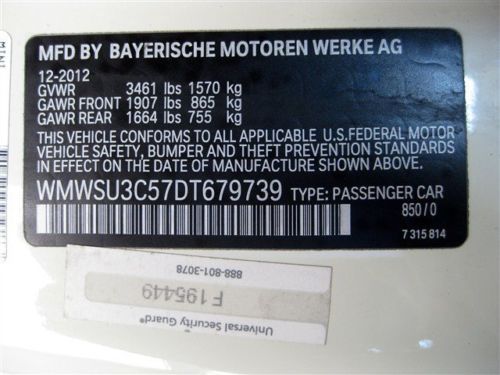 MFD BY BAYERISCHE MOTOREN WERKE AG
12-2012
GVWR 3461 lbs 1570 kg
GAWR FRONT 1907 lbs 865 kg
GAWR REAR 1664 lbs 755 kg
THIS VEHICLE CONFORMS TO ALL APPLICABLE U.S.FEDERAL MOTOR
VEHICLE SAFETY, BUMPER, AND THEFT PREVENTION STANDARDS
IN EFFECT ON THE DATE OF MANUFACTURE SHOWN ABOVE.
WMWSU3C57DT679739 TYPE: PASSENGER CAR
850/0
7 315 814
MINI
Universal Security Guard®
F195449
888-801-3078